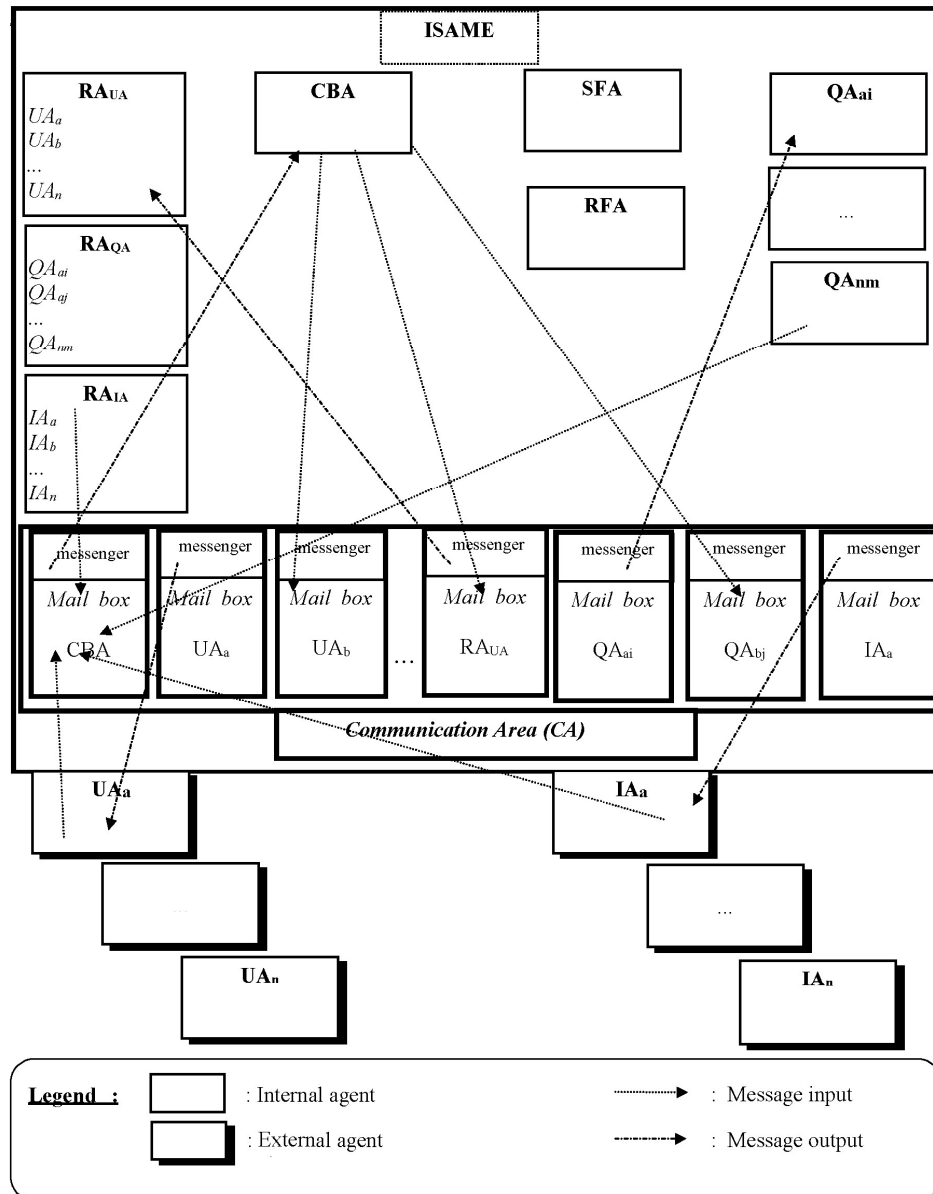 ISAME
RAUA
UAa
UAb
...
UAn
CBA
SFA
QAai
RFA
...
RAQA
QAai
QAaj
...
QAnm
QAnm
RAIA
IAa
IAb
...
IAn
messenger messenger messenger messenger messenger messenger messenger
Mail box Mail box Mail box Mail box Mail box Mail box Mail box
CBA UAa UAb ... RAUA QAai QAbj IAa
Communication Area (CA)
UAa IAa
... ...
UAn IAn
Legend : : Internal agent : Message input
: External agent : Message output